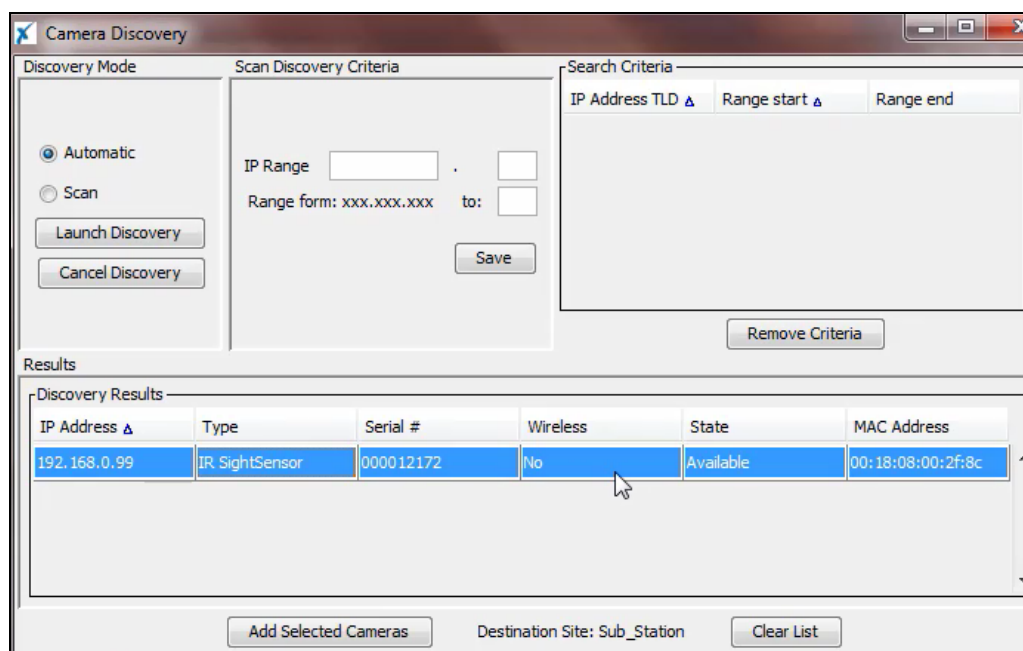 Camera Discovery
Discovery Mode
Automatic
Scan
Launch Discovery
Cancel Discovery
Scan Discovery Criteria
IP Range .
Range form: xxx.xxx.xxx to:
Save
Search Criteria
IP Address TLD Range start Range end
Remove Criteria
Results
Discovery Results
IP Address Type Serial # Wireless State MAC Address
192.168.0.99 IR SightSensor 000012172 No Available 00:18:08:00:2f:8c
Add Selected Cameras Destination Site: Sub_Station Clear List